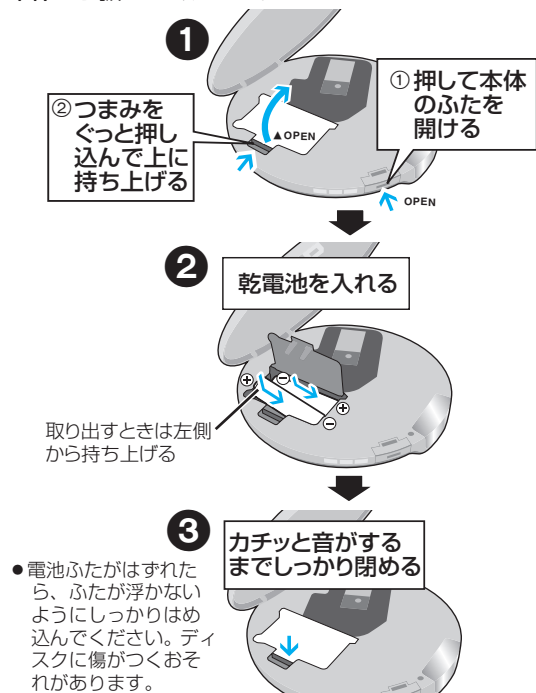 ❶
① 押して本体
のふたを
開ける
② つまみを
ぐっと押し
込んで上に
持ち上げる
▲OPEN
OPEN
❷
乾電池を入れる
⊕
⊖
⊕
⊖
取り出すときは左側
から持ち上げる
❸
カチッと音がする
までしっかり閉める
●電池ふたがはずれた
ら、ふたが浮かない
ようにしっかりはめ
込んでください。ディ
スクに傷がつくおそ
れがあります。